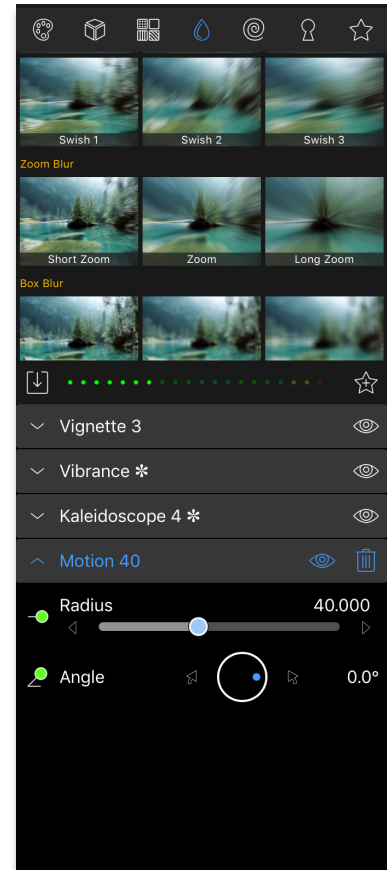 Swish 1 Swish 2 Swish 3
Zoom Blur
Short Zoom Zoom Long Zoom
Box Blur
Vignette 3
Vibrance ✻
Kaleidoscope 4 ✻
Motion 40
Radius 40.000
Angle 0.0°